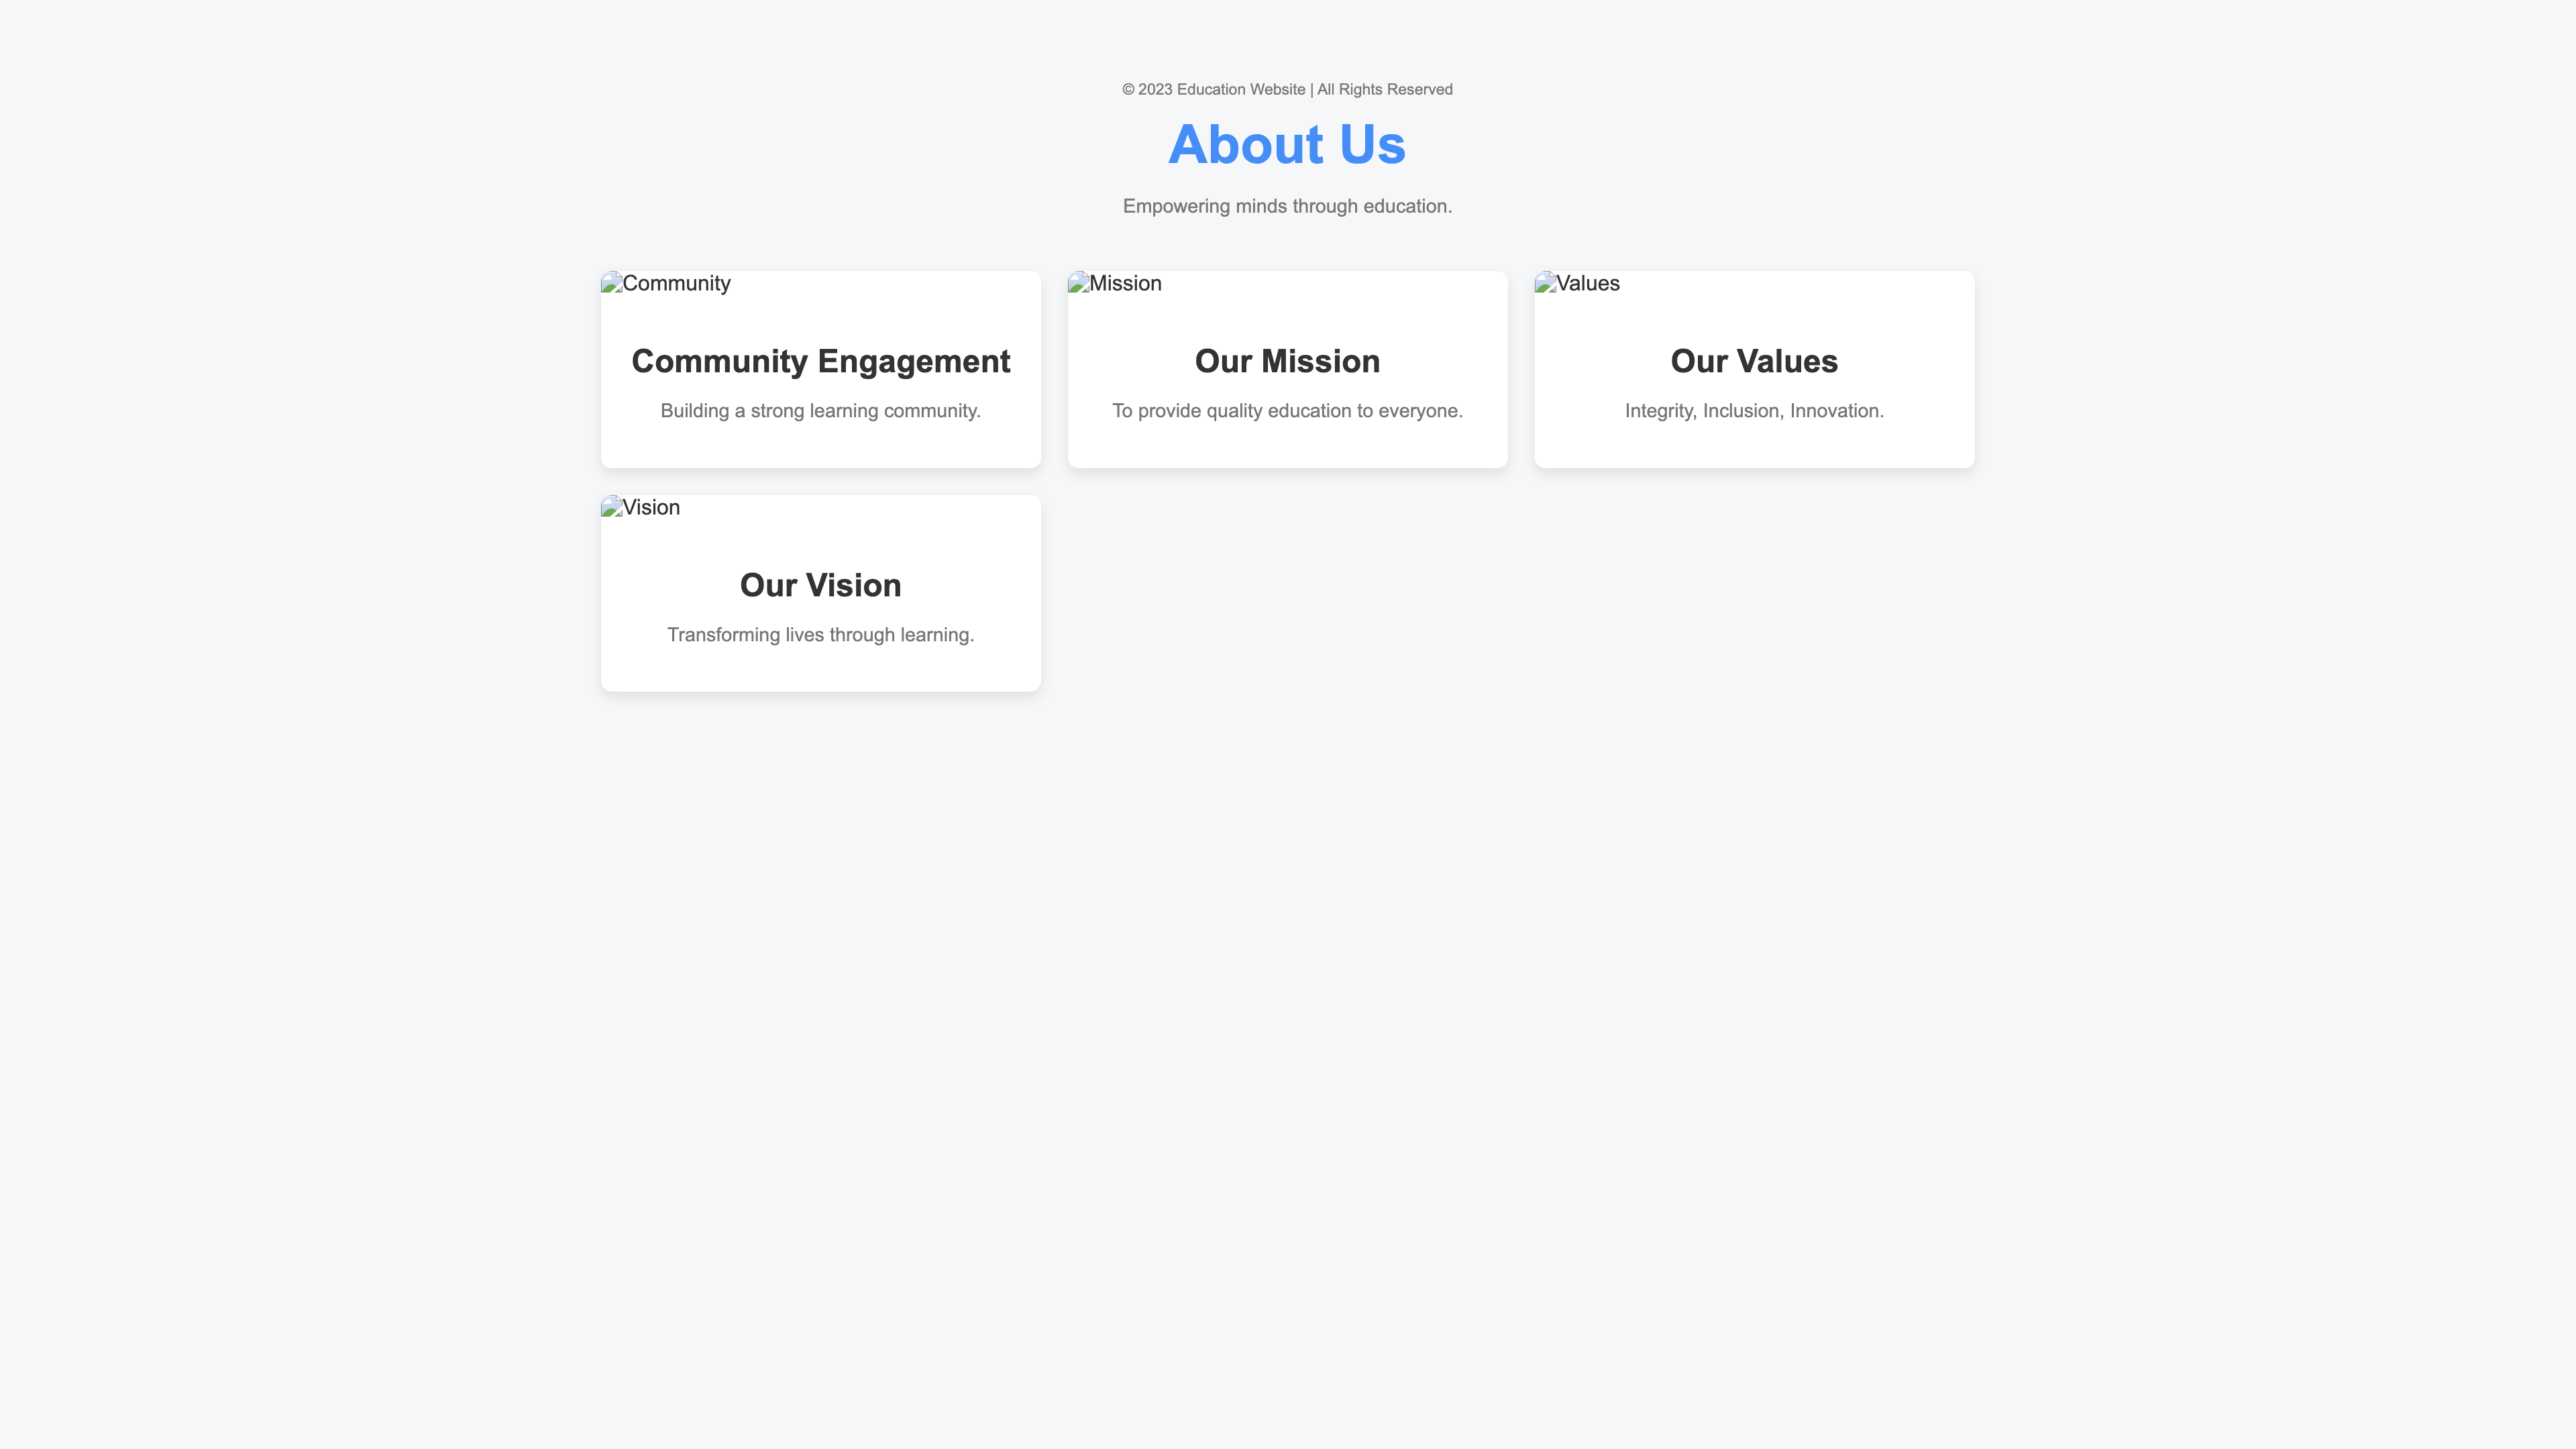 © 2023 Education Website | All Rights Reserved
About Us
Empowering minds through education.
Community
Community Engagement
Building a strong learning community.
Mission
Our Mission
To provide quality education to everyone.
Values
Our Values
Integrity, Inclusion, Innovation.
Vision
Our Vision
Transforming lives through learning.